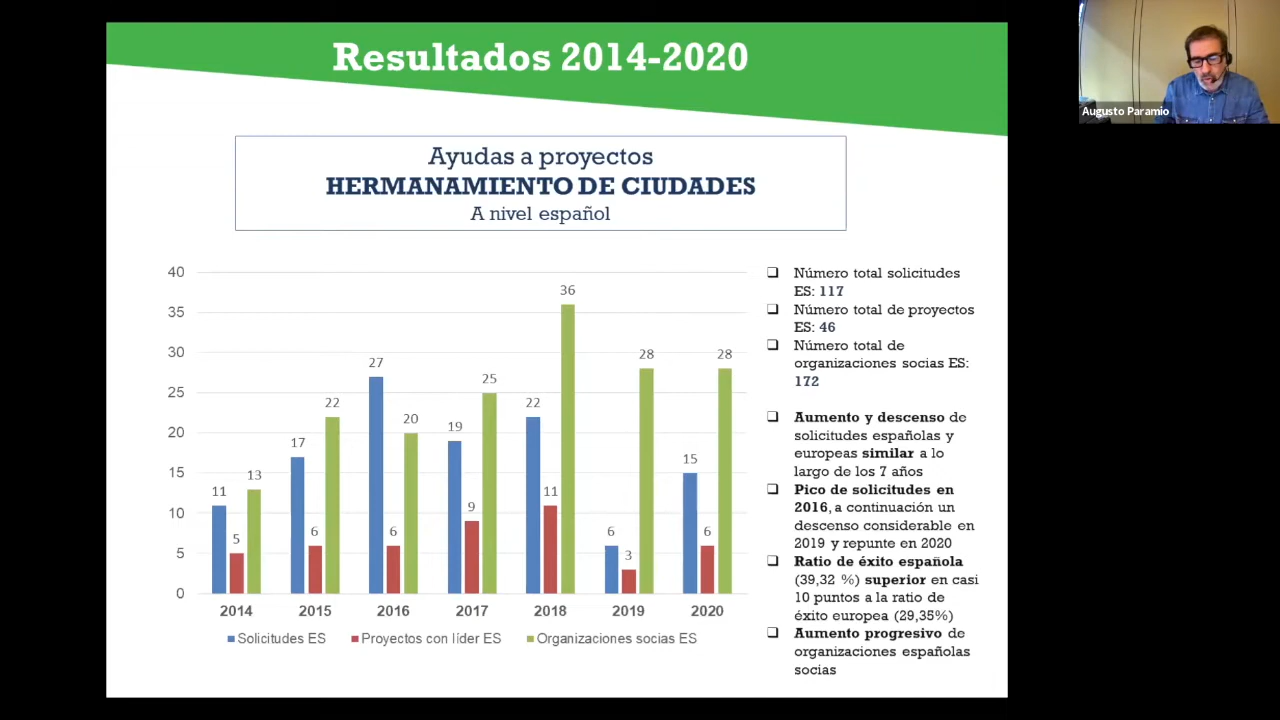 Resultados 2014-2020
Augusto Paramio
Ayudas a proyectos
HERMANAMIENTO DE CIUDADES
A nivel español
40
35
30
25
20
15
10
5
0
11
5
13
17
6
22
27
6
20
19
9
25
22
11
36
6
3
28
15
6
28
2014
2015
2016
2017
2018
2019
2020
Solicitudes ES
Proyectos con líder ES
Organizaciones socias ES
Número total solicitudes
ES: 117
Número total de proyectos
ES: 46
Número total de
organizaciones socias ES:
172
Aumento y descenso de
solicitudes españolas y
europeas similar a lo
largo de los 7 años
Pico de solicitudes en
2016, a continuación un
descenso considerable en
2019 y repunte en 2020
Ratio de éxito española
(39,32 %) superior en casi
10 puntos a la ratio de
éxito europea (29,35%)
Aumento progresivo de
organizaciones españolas
socias